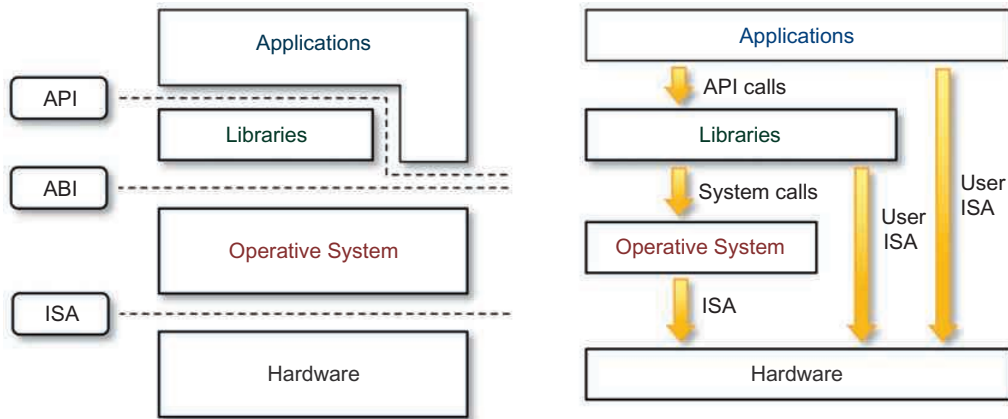 Applications
API
Libraries
ABI
Operative System
ISA
Hardware
Applications
API calls
Libraries
System calls
User
ISA
User
ISA
Operative System
ISA
Hardware